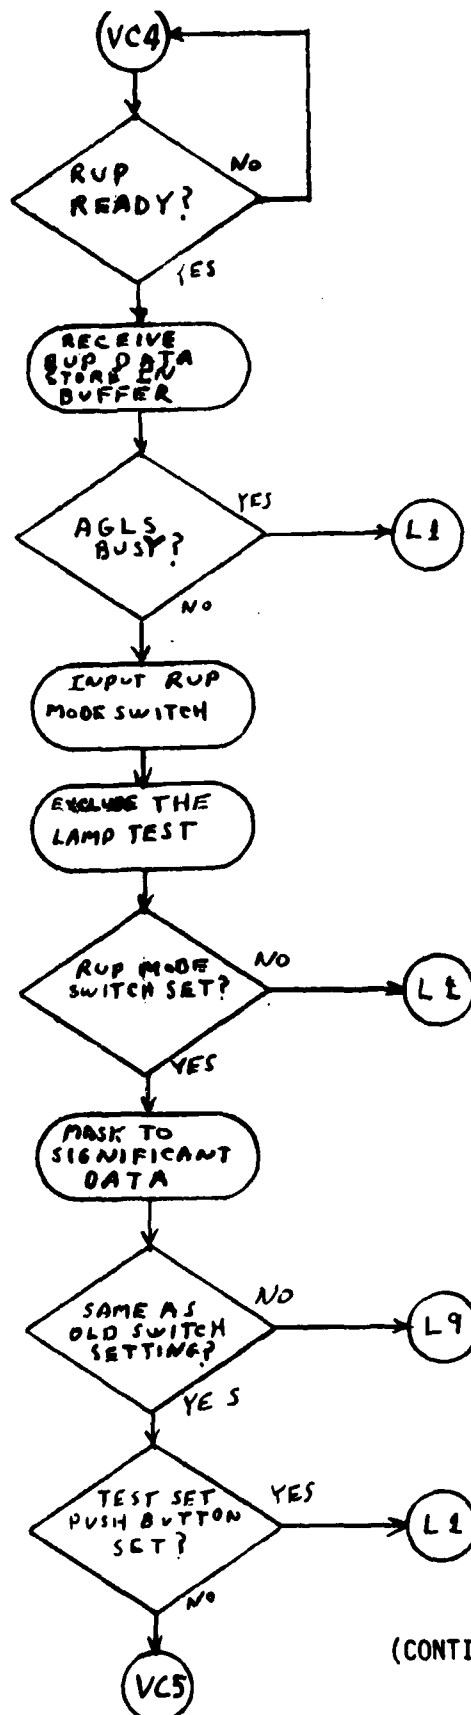 VC4
NO
RUP
READY?
YES
RECEIVE
RUP DATA
STORE IN
BUFFER
YES
AGLS
BUSY?
L1
NO
INPUT RUP
MODE SWITCH
EXCLUDE THE
LAMP TEST
NO
RUP MODE
SWITCH SET?
L1
YES
MASK TO
SIGNIFICANT
DATA
NO
SAME AS
OLD SWITCH
SETTING?
L9
YES
YES
TEST SET
PUSH BUTTON
SET?
L1
NO
(CONTI
VC5